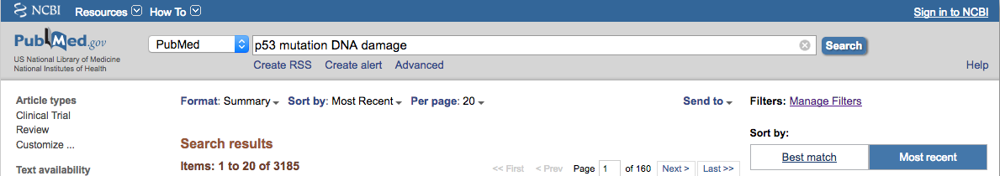 NCBI Resources How To Sign in to NCBI
PubMed.gov
US National Library of Medicine
National Institutes of Health
PubMed p53 mutation DNA damage Search
Create RSS Create alert Advanced Help
Article types
Clinical Trial
Review
Customize ...
Text availability
Format: Summary Sort by: Most Recent Per page: 20 Send to
Search results
Items: 1 to 20 of 3185
<< First < Prev Page 1 of 160 Next > Last >>
Filters: Manage Filters
Sort by:
Best match Most recent